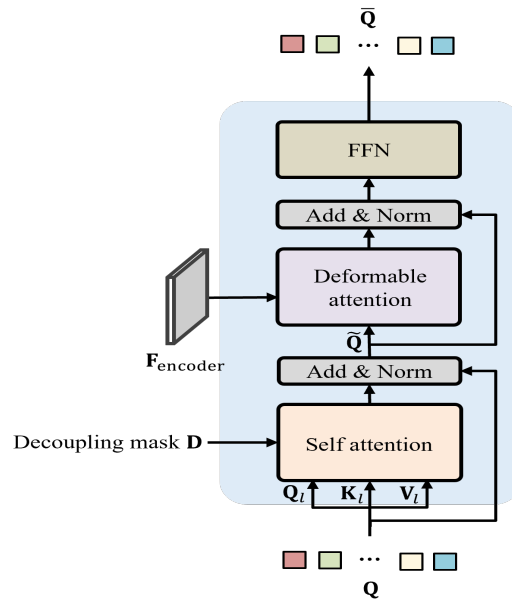 Q̅
...
FFN
Add & Norm
Deformable
attention
F_encoder
Q̃
Add & Norm
Decoupling mask D
Self attention
Q_l K_l V_l
...
Q